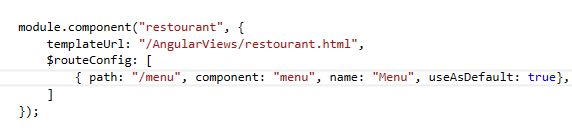 module.component("restourant", {
    templateUrl: "/AngularViews/restourant.html",
    $routeConfig: [
        { path: "/menu", component: "menu", name: "Menu", useAsDefault: true},
    ]
});